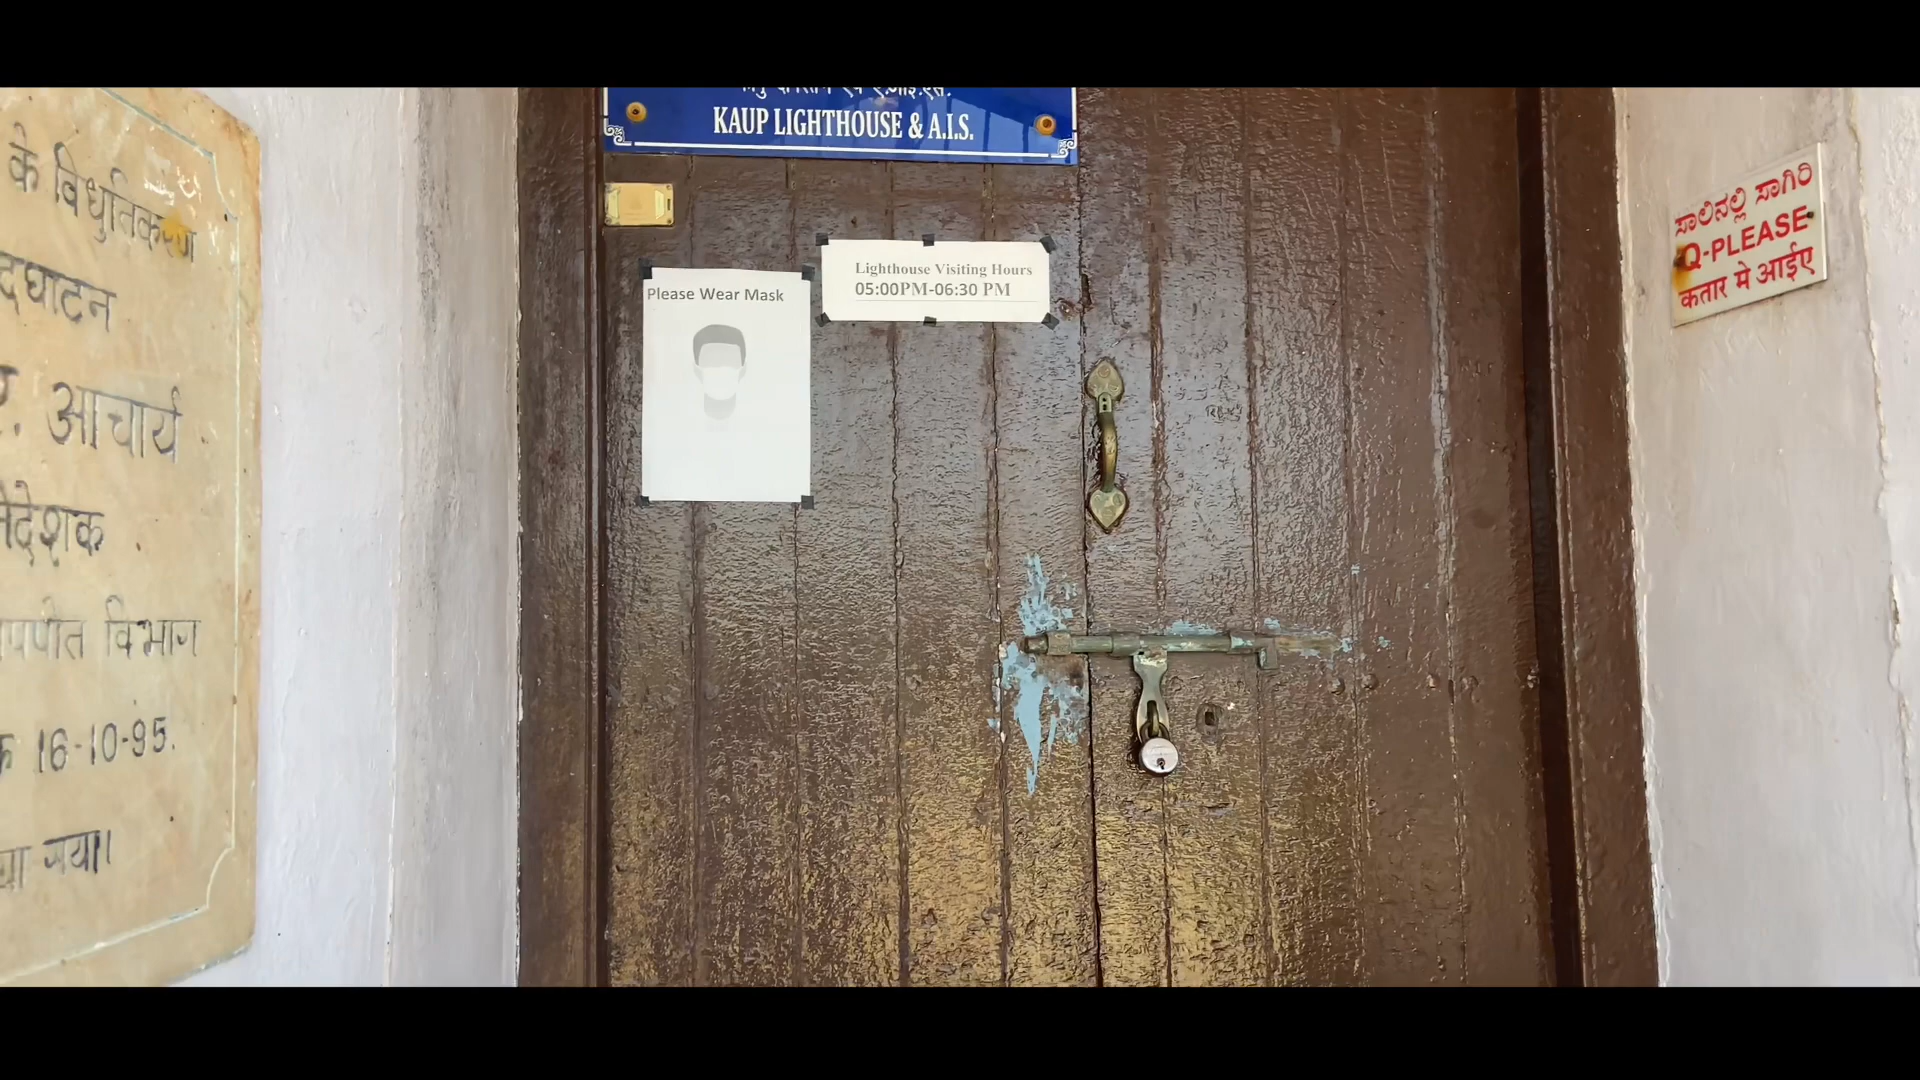 के विधुतिकरण
दघाटन
र. आचार्य
देशक
विभाग
16-10-95.
गया।
KAUP LIGHTHOUSE & A.I.S.
Lighthouse Visiting Hours
05:00PM-06:30 PM
Please Wear Mask
ಸಾಲಿನಲ್ಲಿ ಸಾಗಿರಿ
Q-PLEASE
कतार मे आईए